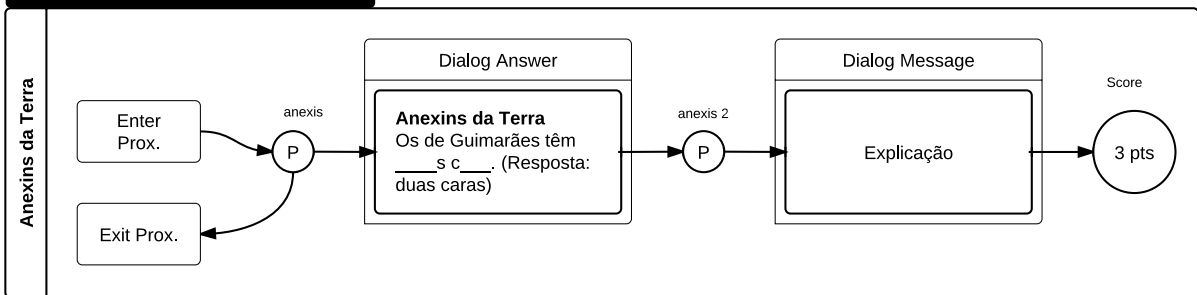 Anexins da Terra
Enter
Prox.
Exit Prox.
anexis
P
Dialog Answer
Anexins da Terra
Os de Guimarães têm
____s c___. (Resposta:
duas caras)
anexis 2
P
Dialog Message
Explicação
Score
3 pts